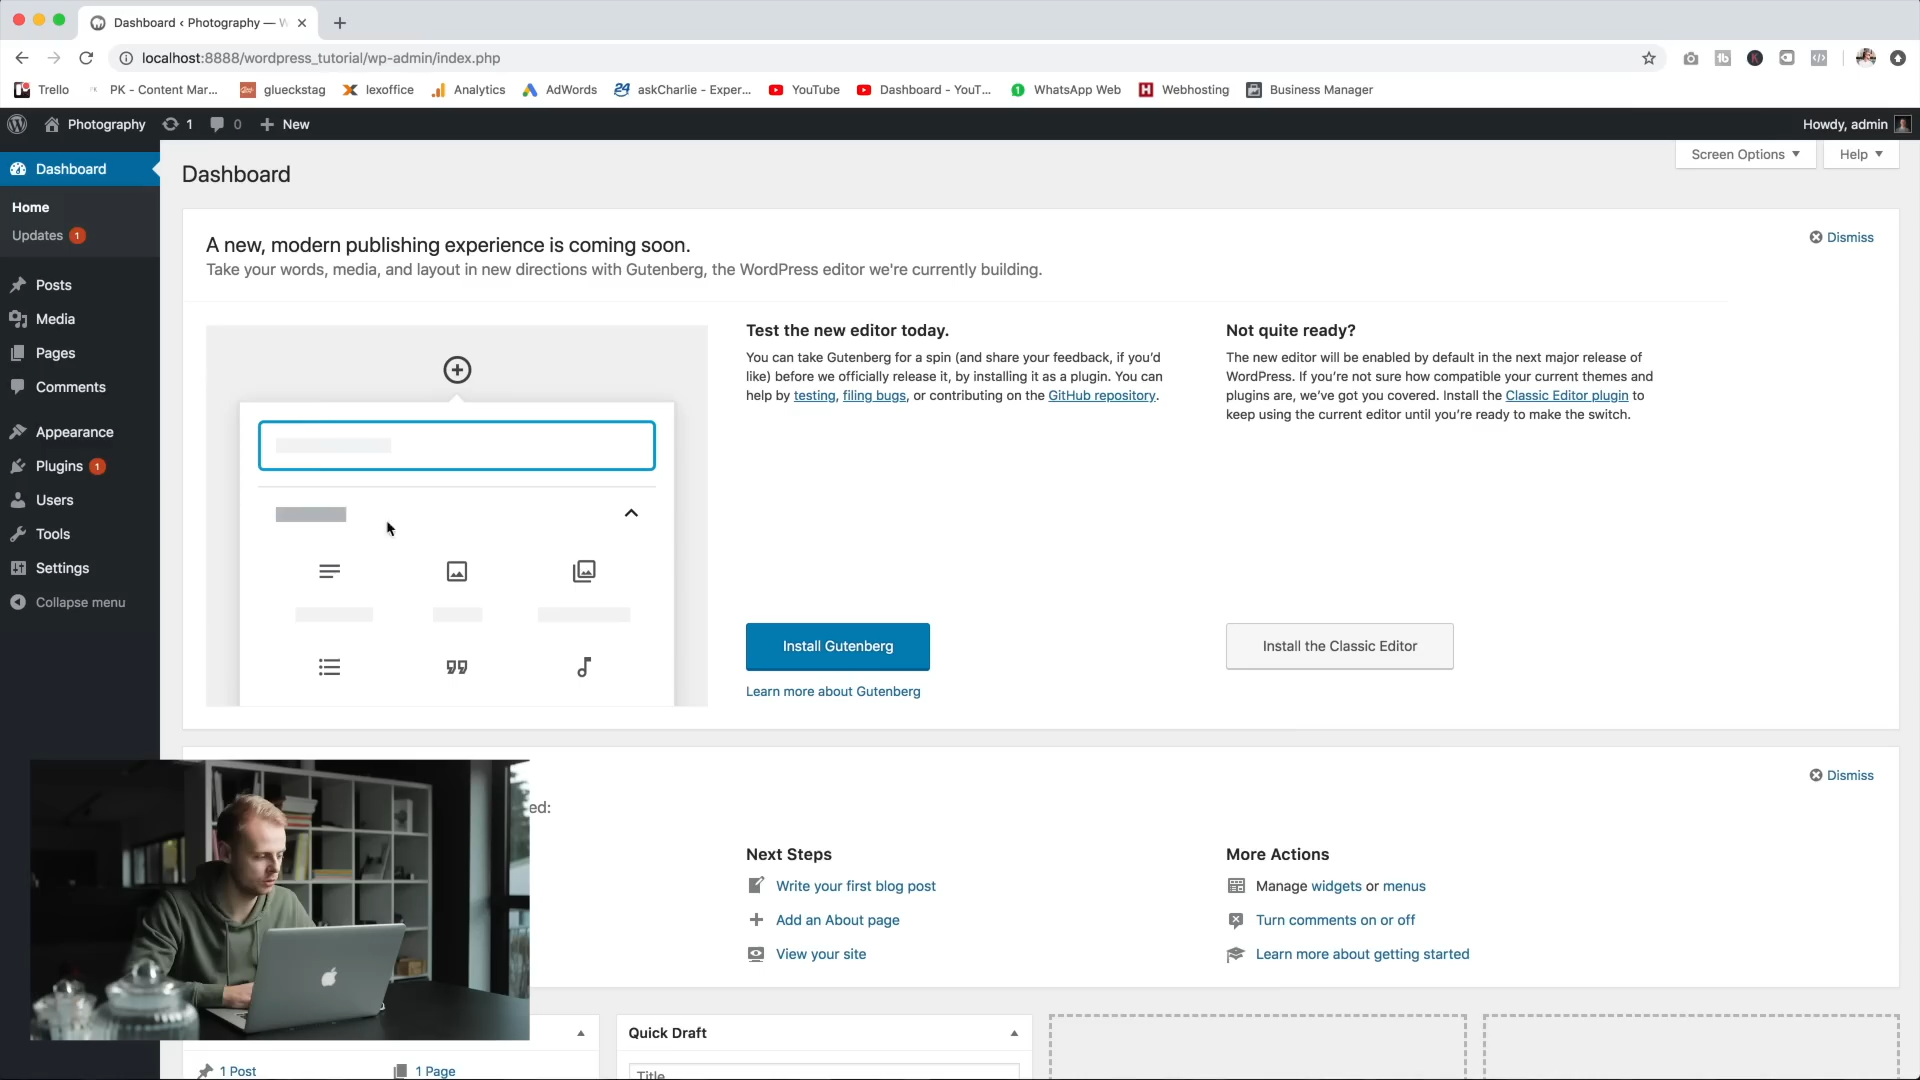 Dashboard ‹ Photography — W
localhost:8888/wordpress_tutorial/wp-admin/index.php
Trello
PK - Content Mar...
glueckstag
lexoffice
Analytics
AdWords
24
askCharlie - Exper...
YouTube
Dashboard - YouT...
1
WhatsApp Web
H
Webhosting
Business Manager
Photography
1
0
New
Howdy, admin
Dashboard
Home
Updates 1
Posts
Media
Pages
Comments
Appearance
Plugins 1
Users
Tools
Settings
Collapse menu
Screen Options
Help
Dashboard
A new, modern publishing experience is coming soon.
Take your words, media, and layout in new directions with Gutenberg, the WordPress editor we're currently building.
Dismiss
Test the new editor today.
You can take Gutenberg for a spin (and share your feedback, if you'd
like) before we officially release it, by installing it as a plugin. You can
help by testing, filing bugs, or contributing on the GitHub repository.
Install Gutenberg
Learn more about Gutenberg
Not quite ready?
The new editor will be enabled by default in the next major release of
WordPress. If you're not sure how compatible your current themes and
plugins are, we've got you covered. Install the Classic Editor plugin to
keep using the current editor until you're ready to make the switch.
Install the Classic Editor
Dismiss
ed:
Next Steps
Write your first blog post
Add an About page
View your site
More Actions
Manage widgets or menus
Turn comments on or off
Learn more about getting started
1 Post
1 Page
Quick Draft
Title